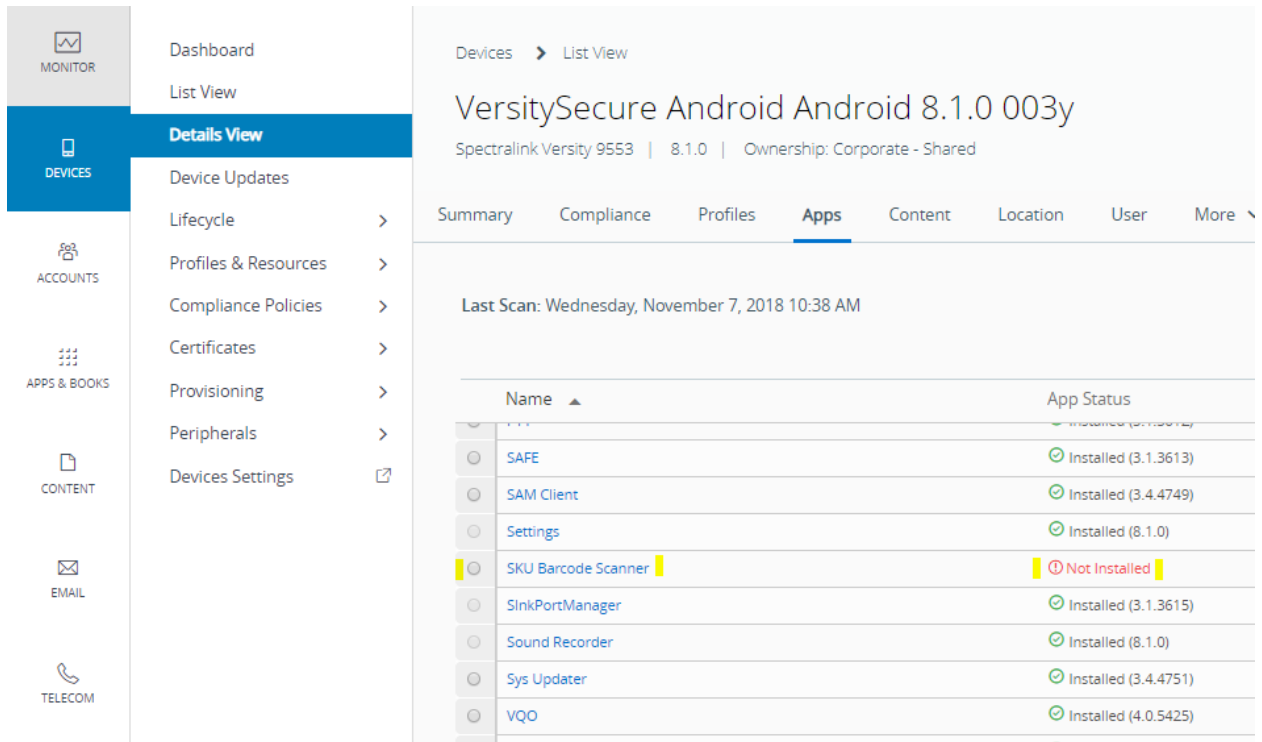 MONITOR
DEVICES
ACCOUNTS
APPS & BOOKS
CONTENT
EMAIL
TELECOM
Dashboard
List View
Details View
Device Updates
Lifecycle
Profiles & Resources
Compliance Policies
Certificates
Provisioning
Peripherals
Devices Settings
Devices > List View
VersitySecure Android Android 8.1.0 003y
Spectralink Versity 9553 | 8.1.0 | Ownership: Corporate - Shared
Summary Compliance Profiles Apps Content Location User More
Last Scan: Wednesday, November 7, 2018 10:38 AM
Name App Status
SAFE Installed (3.1.3613)
SAM Client Installed (3.4.4749)
Settings Installed (8.1.0)
SKU Barcode Scanner Not Installed
SlnkPortManager Installed (3.1.3615)
Sound Recorder Installed (8.1.0)
Sys Updater Installed (3.4.4751)
VQO Installed (4.0.5425)